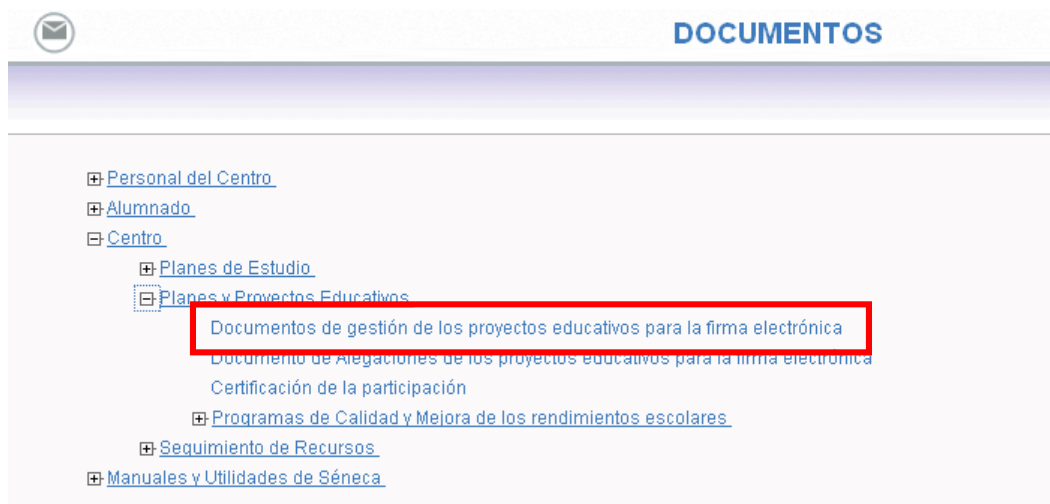 DOCUMENTOS
Personal del Centro
Alumnado
Centro
Planes de Estudio
Planes y Proyectos Educativos
Documentos de gestión de los proyectos educativos para la firma electrónica
Documento de Alegaciones de los proyectos educativos para la firma electrónica
Certificación de la participación
Programas de Calidad y Mejora de los rendimientos escolares
Seguimiento de Recursos
Manuales y Utilidades de Séneca